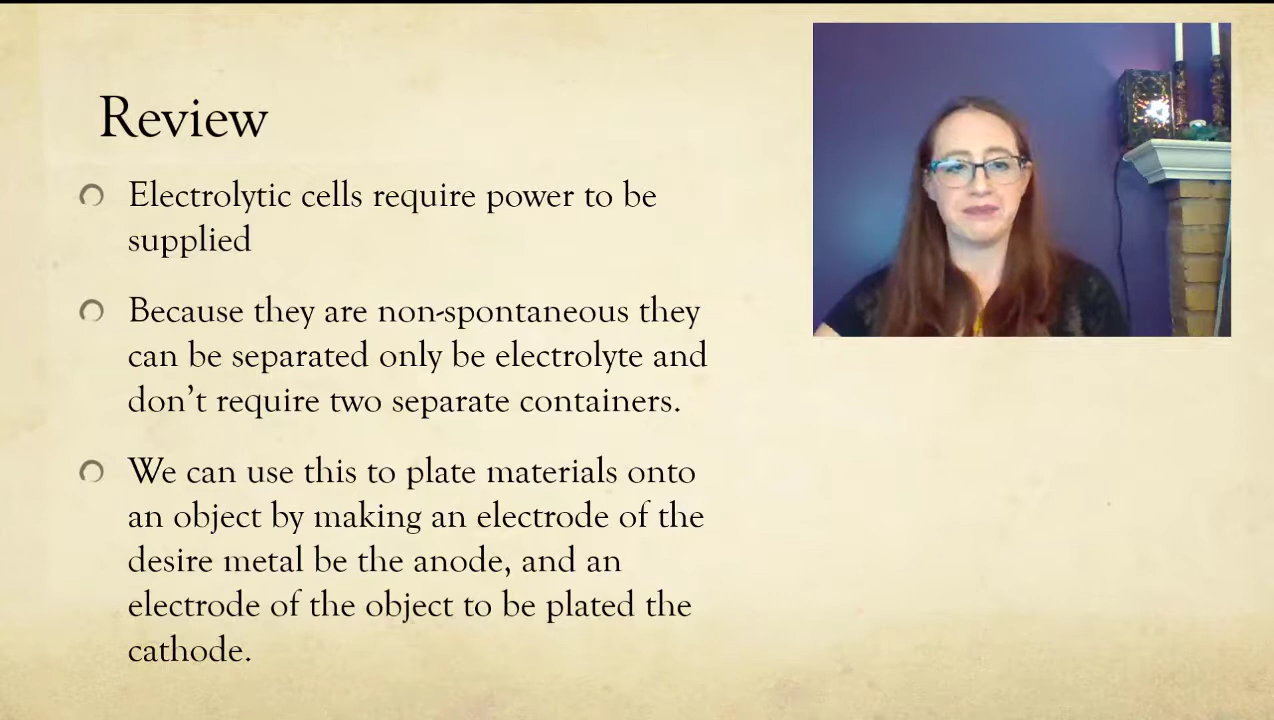 Review
Electrolytic cells require power to be
supplied
Because they are non-spontaneous they
can be separated only be electrolyte and
don't require two separate containers.
We can use this to plate materials onto
an object by making an electrode of the
desire metal be the anode, and an
electrode of the object to be plated the
cathode.